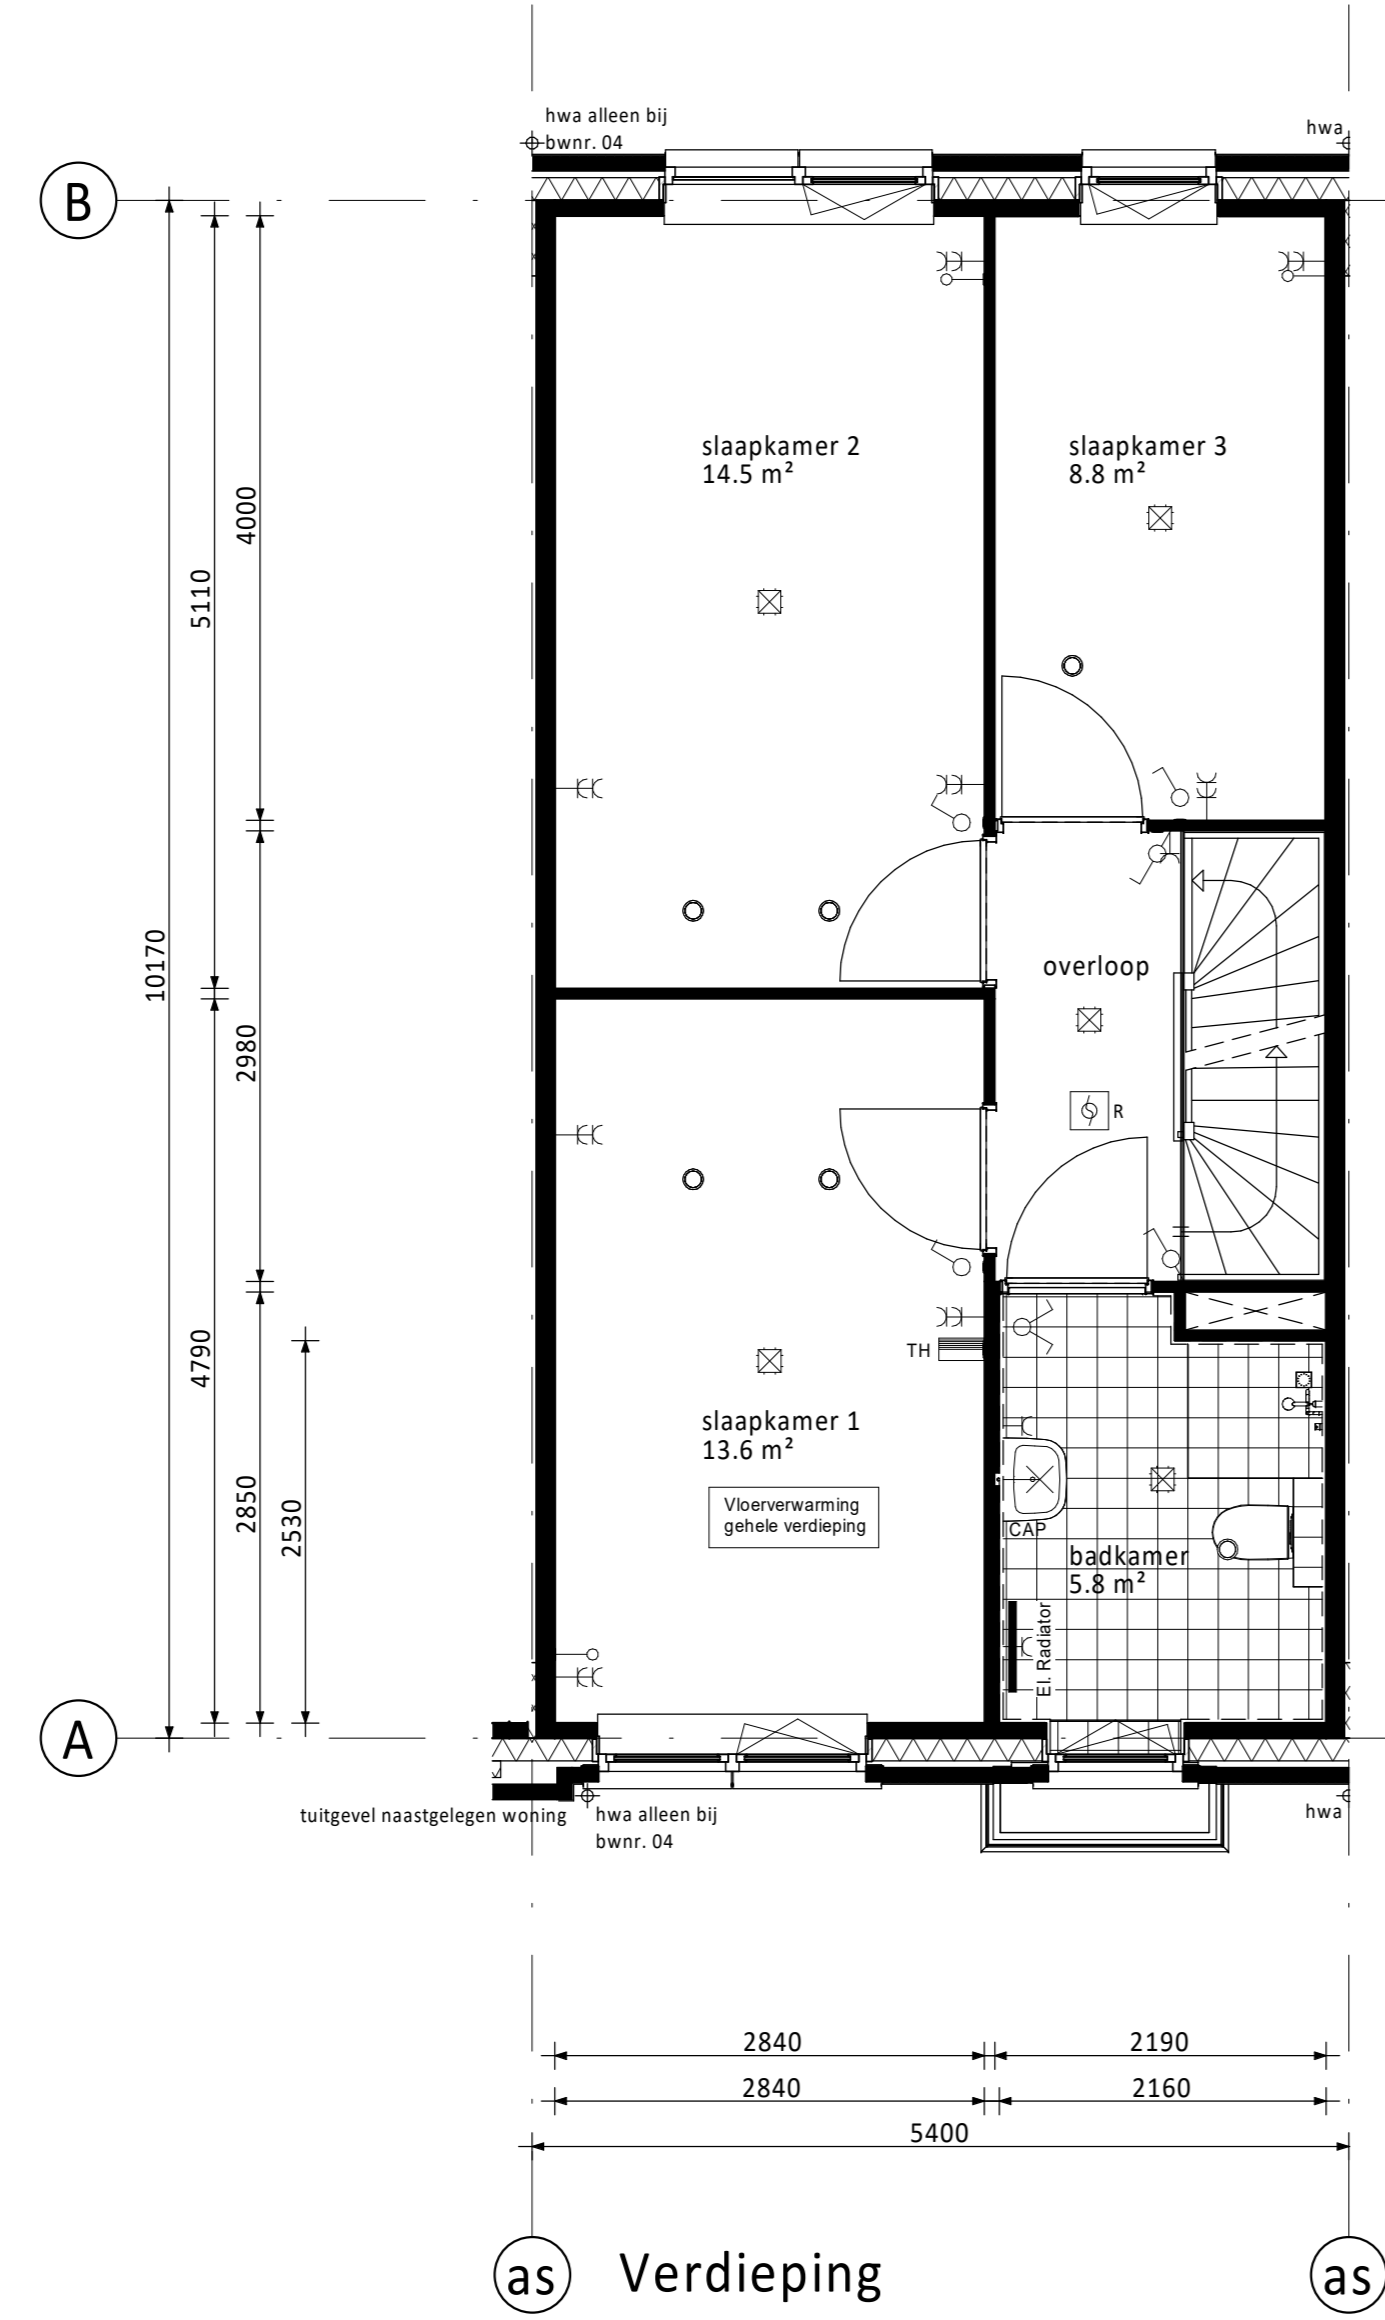 hwa alleen bij
bwnr. 04
hwa
B
slaapkamer 2
14.5 m²
slaapkamer 3
8.8 m²
4000
5110
10170
overloop
2980
R
4790
TH
slaapkamer 1
13.6 m²
2850
2530
Vloerverwarming
gehele verdieping
CAP
badkamer
5.8 m²
El. Radiator
A
tuitgevel naastgelegen woning
hwa alleen bij
bwnr. 04
hwa
2840
2190
2840
2160
5400
as
Verdieping
as